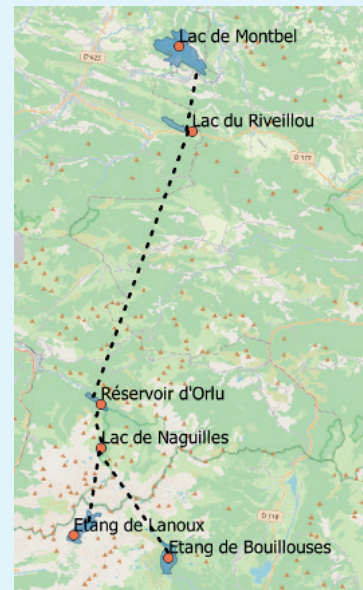 Lac de Montbel
D 625
Lac du Riveillou
D 117
Réservoir d'Orlu
Lac de Naguilles
Etang de Lanoux
D 118
Etang de Bouillouses